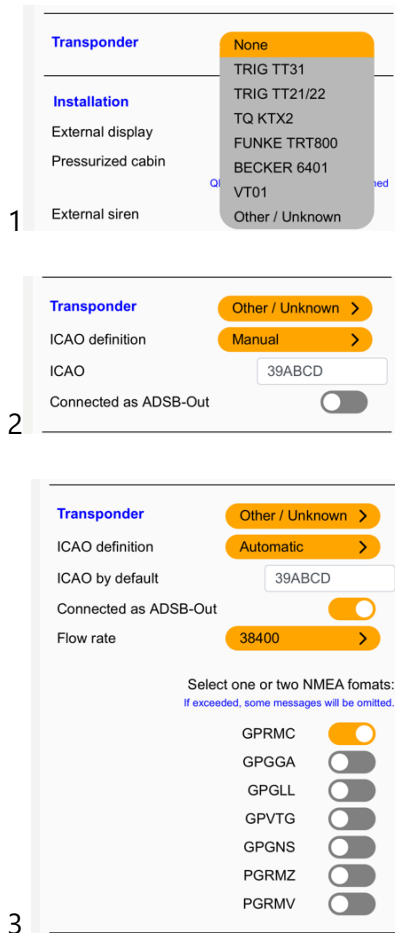 Transponder
None
TRIG TT31
TRIG TT21/22
Installation
TQ KTX2
External display
FUNKE TRT800
Pressurized cabin
BECKER 6401
VT01
External siren
Other / Unknown
1
Transponder Other / Unknown >
ICAO definition Manual >
ICAO 39ABCD
Connected as ADSB-Out
2
Transponder Other / Unknown >
ICAO definition Automatic >
ICAO by default 39ABCD
Connected as ADSB-Out
Flow rate 38400 >
Select one or two NMEA fomats:
If exceeded, some messages will be omitted.
GPRMC
GPGGA
GPGLL
GPVTG
GPGNS
PGRMZ
PGRMV
3